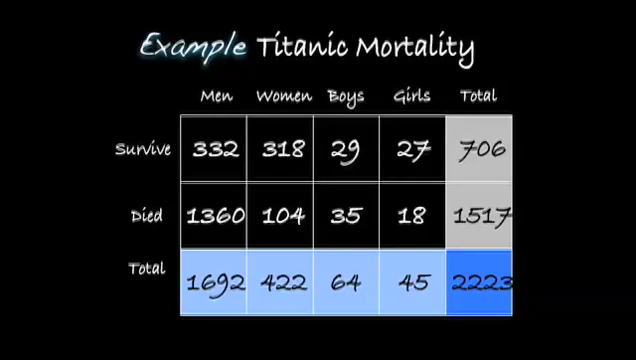 Example Titanic Mortality
Men Women Boys Girls Total
Survive 332 318 29 27 706
Died 1360 104 35 18 1517
Total 1692 422 64 45 2223